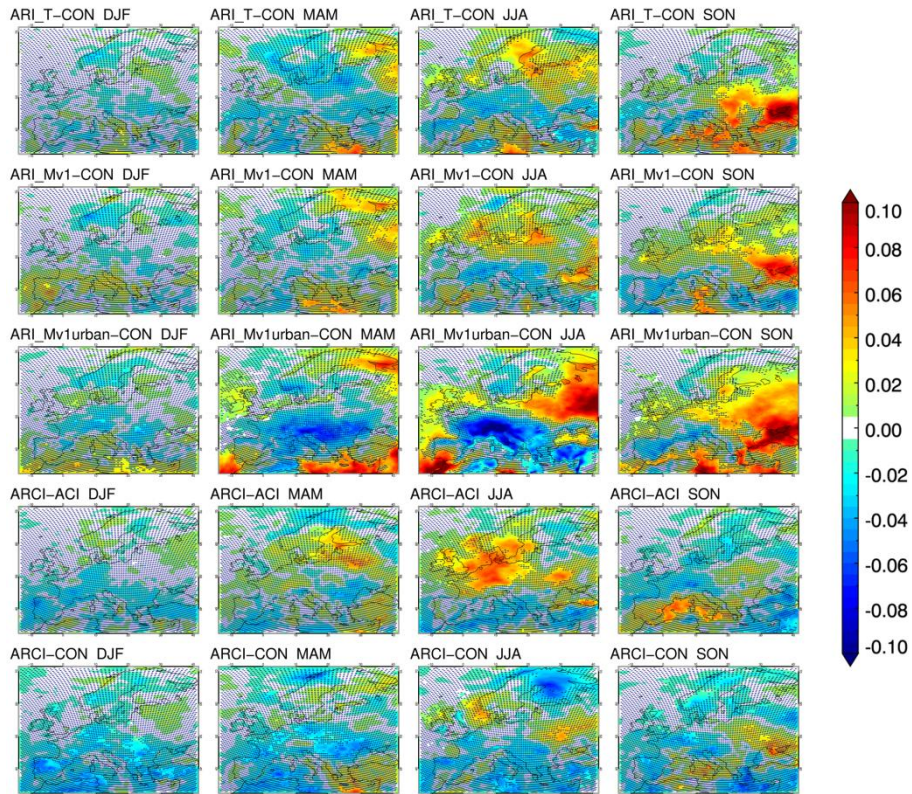 ARI_T-CON DJF
ARI_T-CON MAM
ARI_T-CON JJA
ARI_T-CON SON
ARI_Mv1-CON DJF
ARI_Mv1-CON MAM
ARI_Mv1-CON JJA
ARI_Mv1-CON SON
ARI_Mv1urban-CON DJF
ARI_Mv1urban-CON MAM
ARI_Mv1urban-CON JJA
ARI_Mv1urban-CON SON
ARCI-ACI DJF
ARCI-ACI MAM
ARCI-ACI JJA
ARCI-ACI SON
ARCI-CON DJF
ARCI-CON MAM
ARCI-CON JJA
ARCI-CON SON
0.10
0.08
0.06
0.04
0.02
0.00
-0.02
-0.04
-0.06
-0.08
-0.10